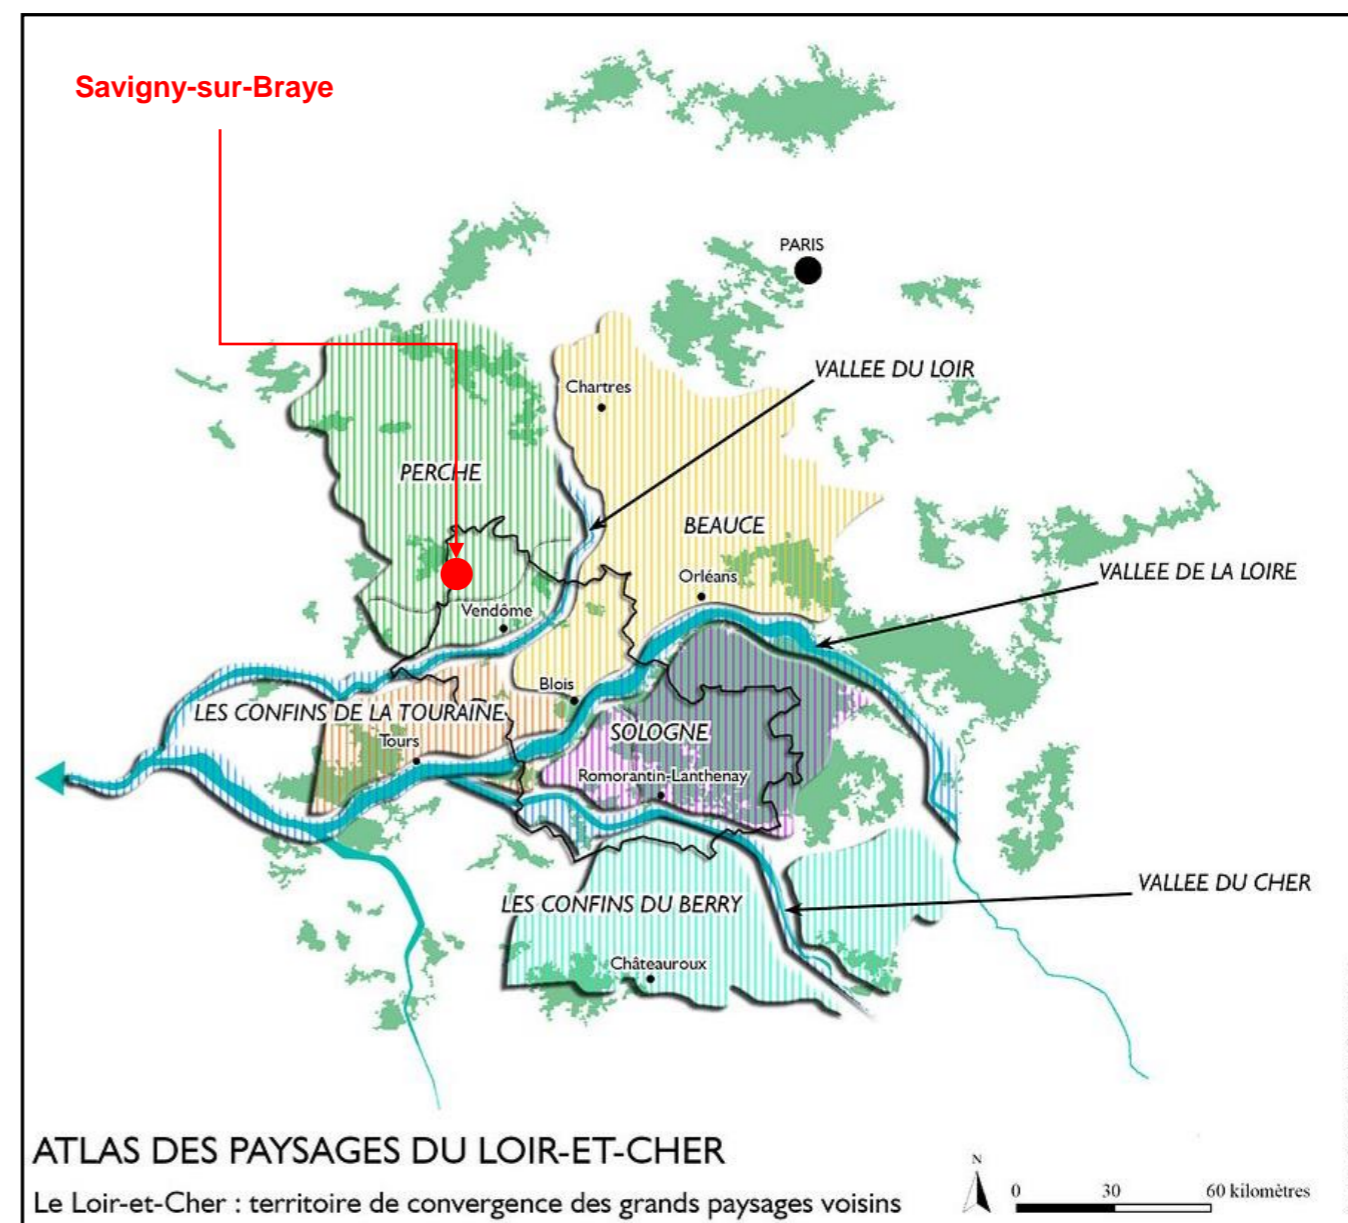 Savigny-sur-Braye
PARIS
VALLEE DU LOIR
Chartres
PERCHE
BEAUCE
Orléans
VALLEE DE LA LOIRE
Vendôme
Blois
LES CONFINS DE LA TOURAINE
SOLOGNE
Tours
Romorantin-Lanthenay
VALLEE DU CHER
LES CONFINS DU BERRY
Châteauroux
ATLAS DES PAYSAGES DU LOIR-ET-CHER
Le Loir-et-Cher : territoire de convergence des grands paysages voisins
N
0 30 60 kilomètres